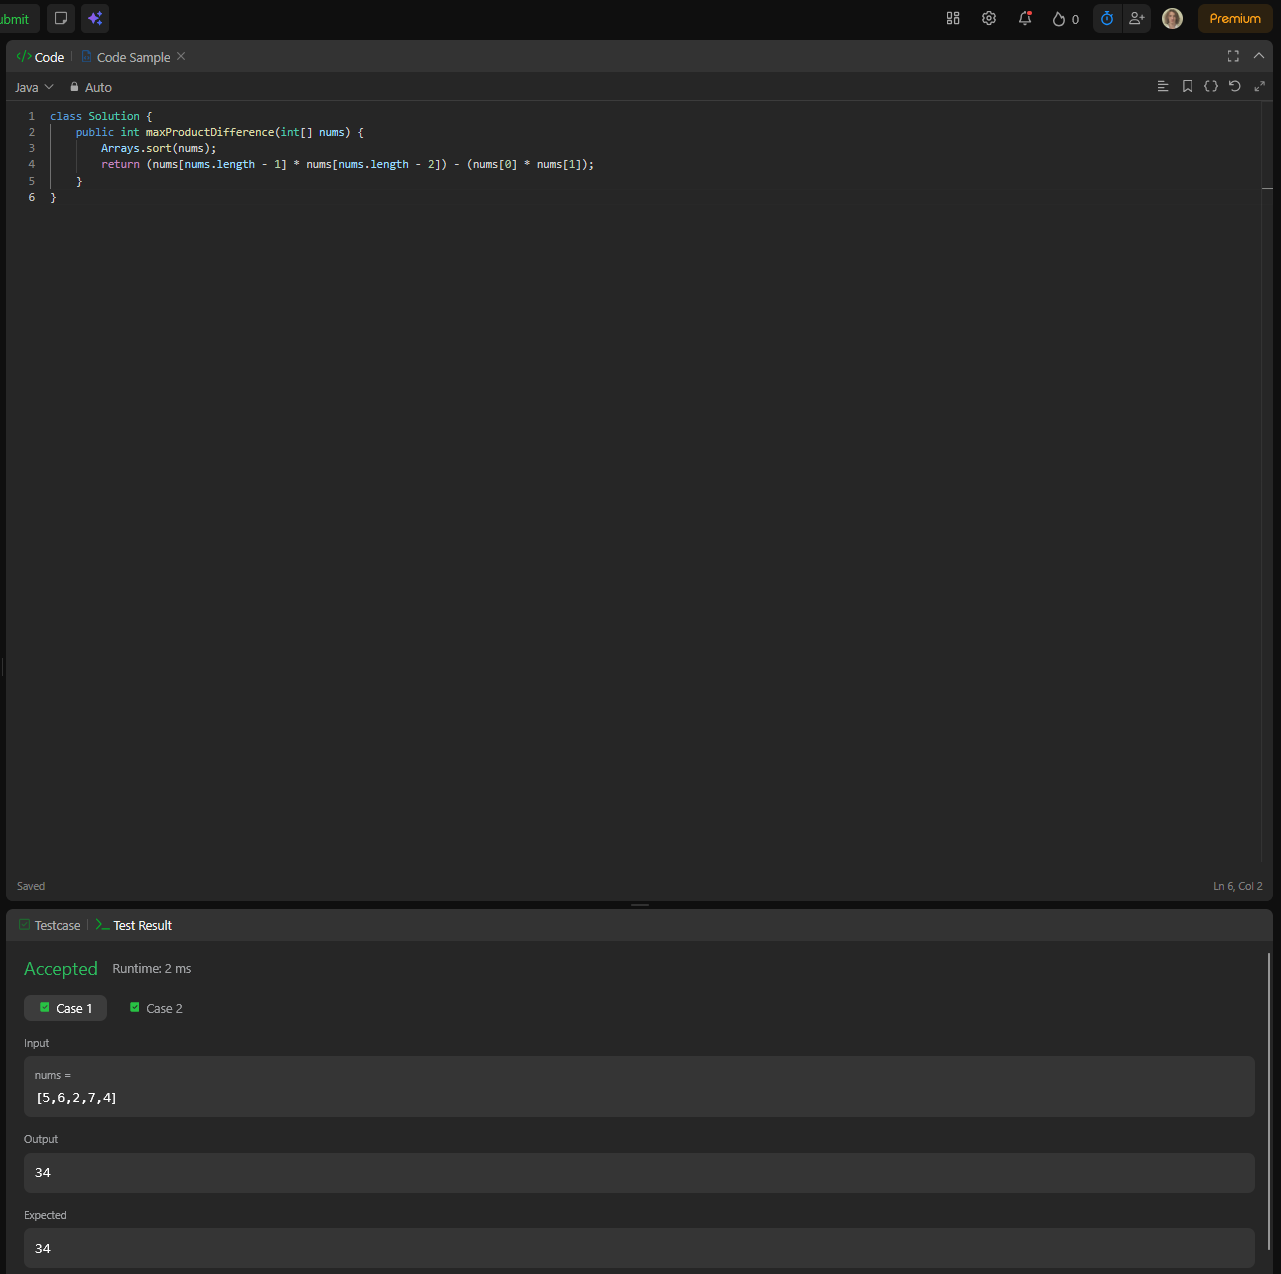 ubmit
0
Premium
Code
Code Sample
Java
Auto
1 class Solution {
2 public int maxProductDifference(int[] nums) {
3 Arrays.sort(nums);
4 return (nums[nums.length - 1] * nums[nums.length - 2]) - (nums[0] * nums[1]);
5 }
6 }
Saved
Ln 6, Col 2
Testcase
Test Result
Accepted
Runtime: 2 ms
Case 1
Case 2
Input
nums =
[5,6,2,7,4]
Output
34
Expected
34